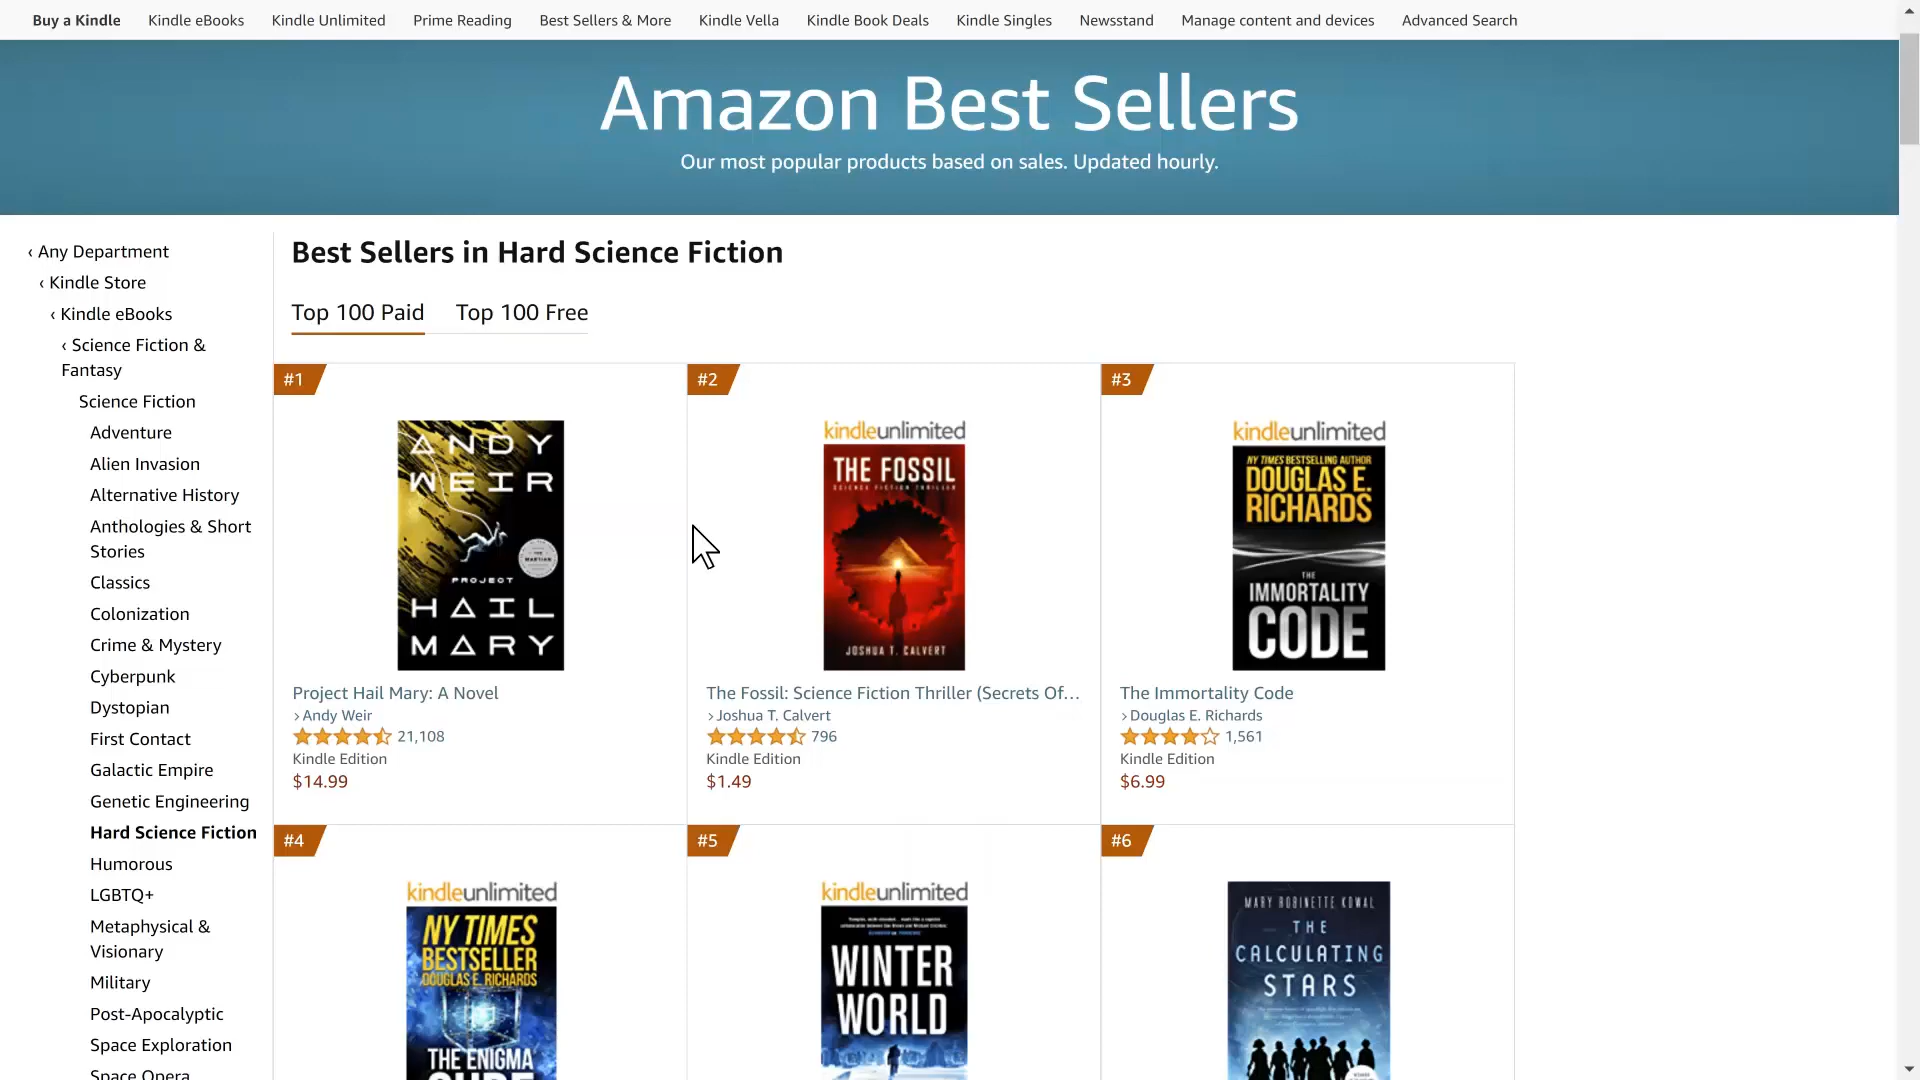 Buy a Kindle Kindle eBooks Kindle Unlimited Prime Reading Best Sellers & More Kindle Vella Kindle Book Deals Kindle Singles Newsstand Manage content and devices Advanced Search
Amazon Best Sellers
Our most popular products based on sales. Updated hourly.
‹ Any Department
‹ Kindle Store
‹ Kindle eBooks
‹ Science Fiction &
Fantasy
Science Fiction
Adventure
Alien Invasion
Alternative History
Anthologies & Short
Stories
Classics
Colonization
Crime & Mystery
Cyberpunk
Dystopian
First Contact
Galactic Empire
Genetic Engineering
Hard Science Fiction
Humorous
LGBTQ+
Metaphysical &
Visionary
Military
Post-Apocalyptic
Space Exploration
Space Opera
Best Sellers in Hard Science Fiction
Top 100 Paid Top 100 Free
#1
ANDY
WEIR
THE
MARTIAN
PROJECT
HAIL
MARY
Project Hail Mary: A Novel
› Andy Weir
21,108
Kindle Edition
$14.99
#2
kindleunlimited
THE FOSSIL
SCIENCE FICTION THRILLER
JOSHUA T. CALVERT
The Fossil: Science Fiction Thriller (Secrets Of…
› Joshua T. Calvert
796
Kindle Edition
$1.49
#3
kindleunlimited
NY TIMES BESTSELLING AUTHOR
DOUGLAS E.
RICHARDS
THE
IMMORTALITY
CODE
The Immortality Code
› Douglas E. Richards
1,561
Kindle Edition
$6.99
#4
kindleunlimited
NY TIMES
BESTSELLER
DOUGLAS E. RICHARDS
THE ENIGMA
CUBE
#5
kindleunlimited
WINTER
WORLD
#6
MARY ROBINETTE KOWAL
THE
CALCULATING
STARS